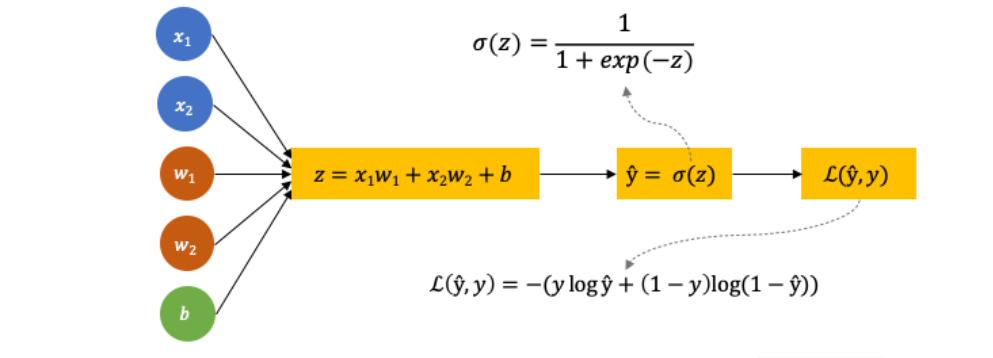 x₁
x₂
w₁
w₂
b
z = x₁w₁ + x₂w₂ + b
ŷ = σ(z)
ℒ(ŷ, y)
σ(z) = 1 / 1 + exp(−z)
ℒ(ŷ, y) = −(y log ŷ + (1 − y)log(1 − ŷ))